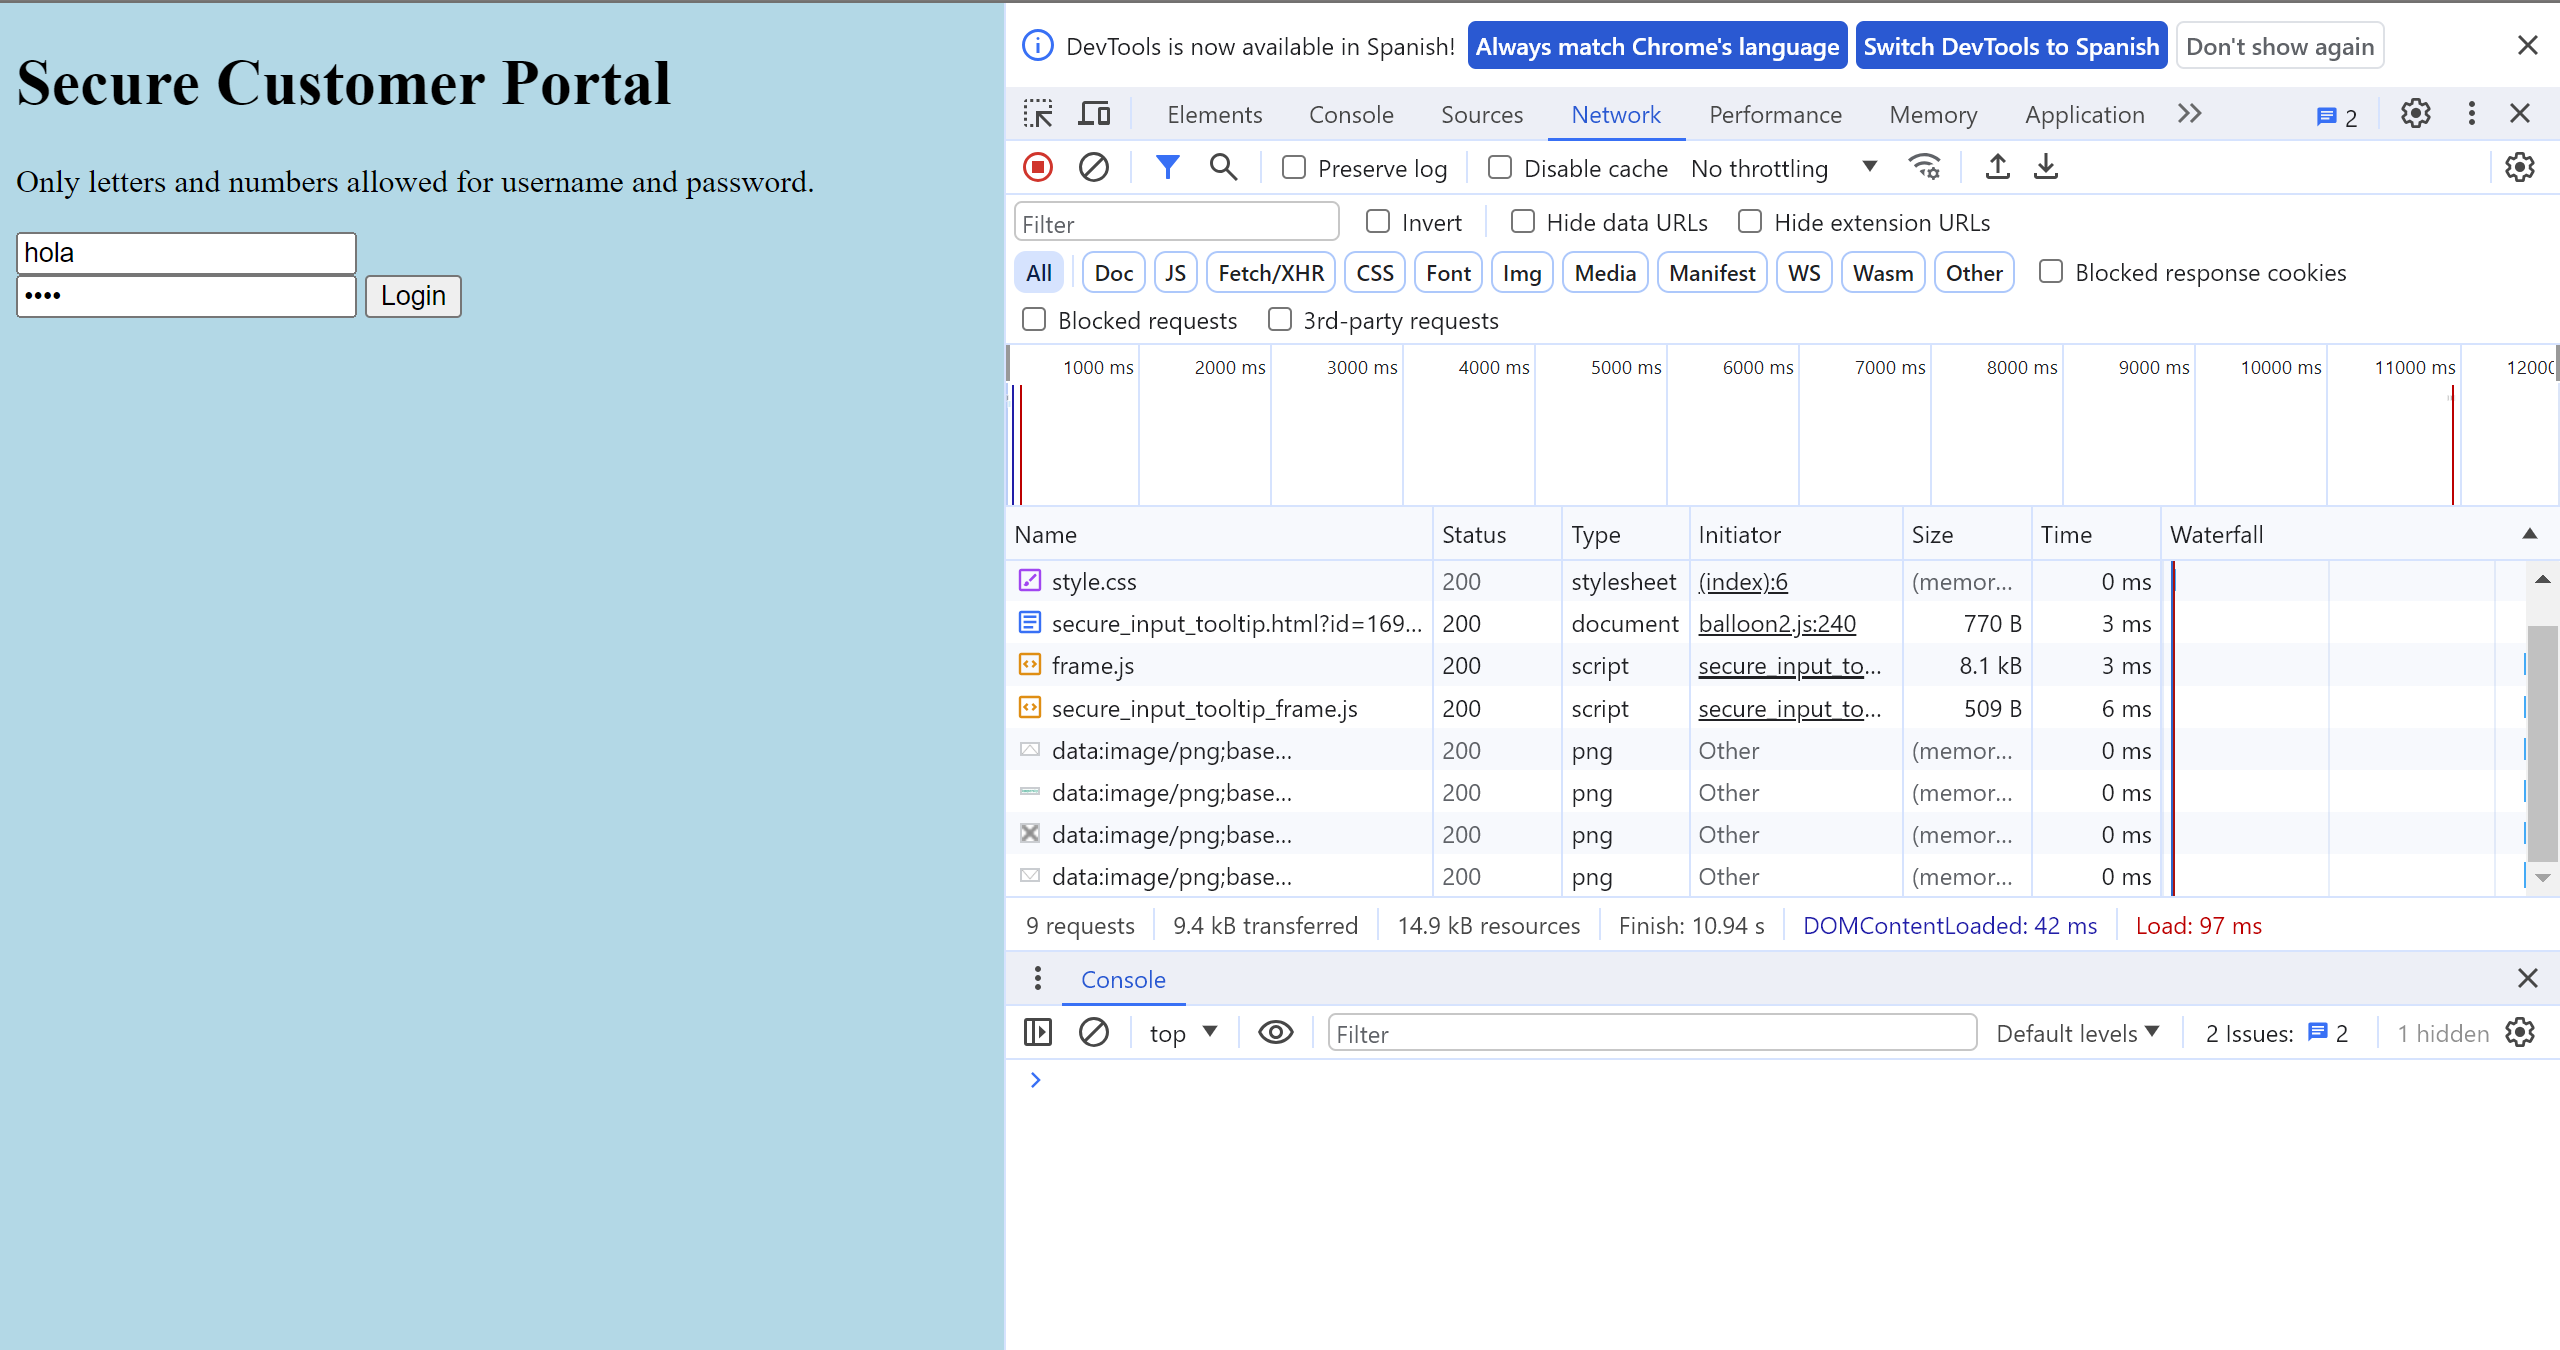 Secure Customer Portal
Only letters and numbers allowed for username and password.
hola
••••
Login
DevTools is now available in Spanish!
Always match Chrome's language
Switch DevTools to Spanish
Don't show again
Elements Console Sources Network Performance Memory Application 2
Preserve log Disable cache No throttling
Filter Invert Hide data URLs Hide extension URLs
All Doc JS Fetch/XHR CSS Font Img Media Manifest WS Wasm Other Blocked response cookies
Blocked requests 3rd-party requests
1000 ms 2000 ms 3000 ms 4000 ms 5000 ms 6000 ms 7000 ms 8000 ms 9000 ms 10000 ms 11000 ms
Name Status Type Initiator Size Time Waterfall
style.css 200 stylesheet (index):6 (memor... 0 ms
secure_input_tooltip.html?id=169... 200 document balloon2.js:240 770 B 3 ms
frame.js 200 script secure_input_to... 8.1 kB 3 ms
secure_input_tooltip_frame.js 200 script secure_input_to... 509 B 6 ms
data:image/png;base... 200 png Other (memor... 0 ms
data:image/png;base... 200 png Other (memor... 0 ms
data:image/png;base... 200 png Other (memor... 0 ms
data:image/png;base... 200 png Other (memor... 0 ms
9 requests 9.4 kB transferred 14.9 kB resources Finish: 10.94 s DOMContentLoaded: 42 ms Load: 97 ms
Console
top Filter Default levels 2 Issues: 2 1 hidden